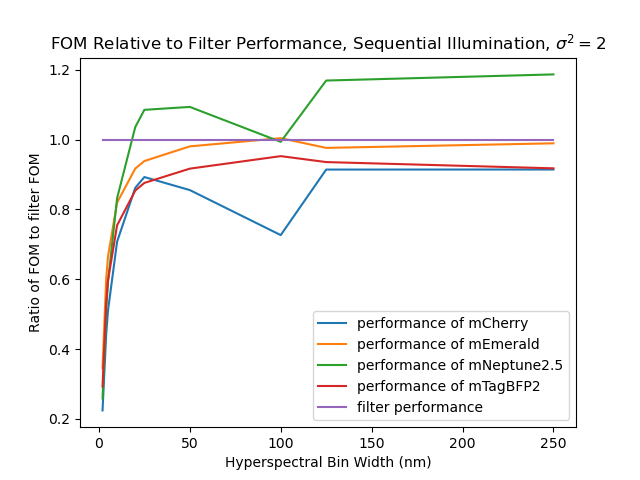 FOM Relative to Filter Performance, Sequential Illumination, σ² = 2
1.2
1.0
0.8
0.6
0.4
0.2
Ratio of FOM to filter FOM
performance of mCherry
performance of mEmerald
performance of mNeptune2.5
performance of mTagBFP2
filter performance
0 50 100 150 200 250
Hyperspectral Bin Width (nm)